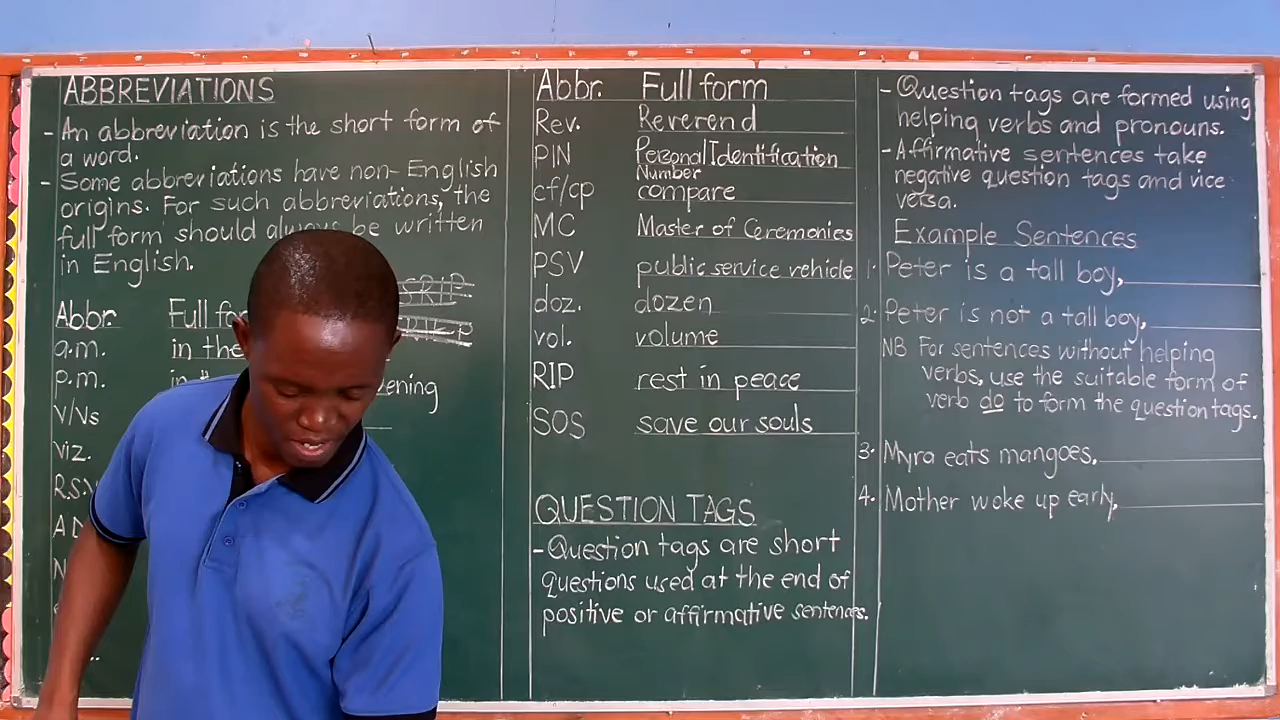 ABBREVIATIONS
- An abbreviation is the short form of
a word.
- Some abbreviations have non-English
origins. For such abbreviations, the
full form should always be written
in English.
Abbr. Full
a.m. in the
p.m. in
V/Vs
viz.
Abbr. Full form
Rev. Reverend
PIN Personal Identification
Number
cf/cp compare
MC Master of Ceremonies
PSV public service vehicle
doz. dozen
vol. volume
RIP rest in peace
SOS save our souls
QUESTION TAGS
- Question tags are short
questions used at the end of
positive or affirmative sentences.
- Question tags are formed using
helping verbs and pronouns.
- Affirmative sentences take
negative question tags and vice
versa.
Example Sentences
1. Peter is a tall boy,
2. Peter is not a tall boy,
NB For sentences without helping
verbs, use the suitable form of
verb do to form the question tags.
3. Myra eats mangoes,
4. Mother woke up early,